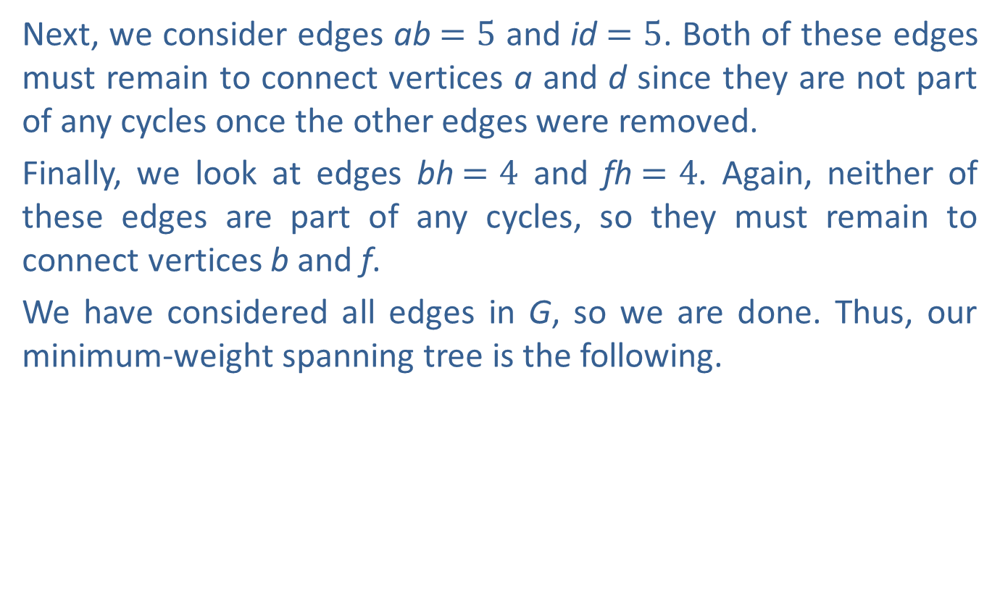 Next, we consider edges ab = 5 and id = 5. Both of these edges
must remain to connect vertices a and d since they are not part
of any cycles once the other edges were removed.
Finally, we look at edges bh = 4 and fh = 4. Again, neither of
these edges are part of any cycles, so they must remain to
connect vertices b and f.
We have considered all edges in G, so we are done. Thus, our
minimum-weight spanning tree is the following.